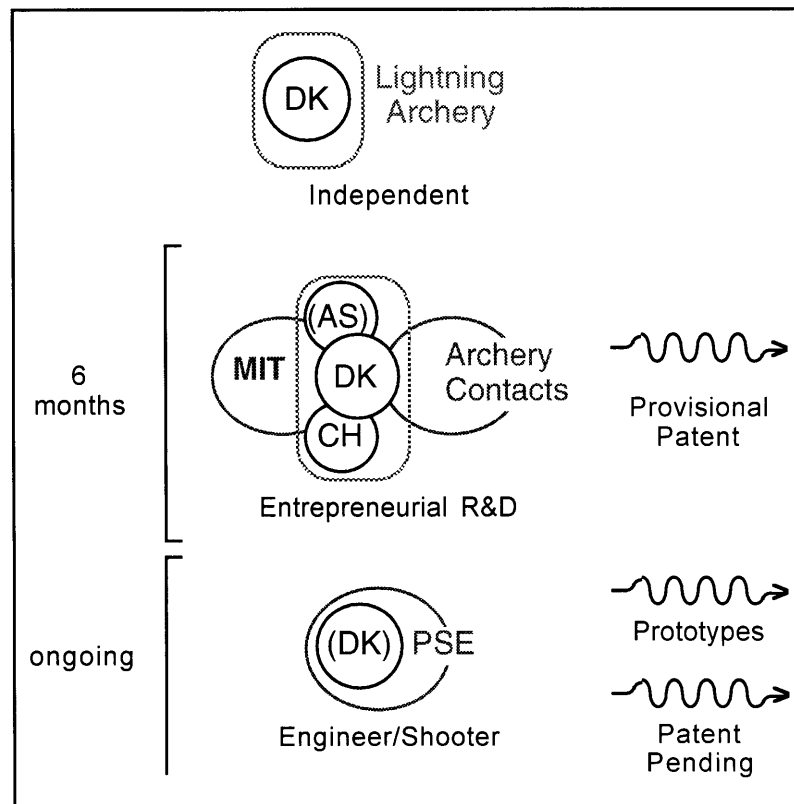 DK
Lightning
Archery
Independent
6
months
(AS)
MIT
DK
CH
Archery
Contacts
Entrepreneurial R&D
Provisional
Patent
ongoing
(DK)
PSE
Engineer/Shooter
Prototypes
Patent
Pending